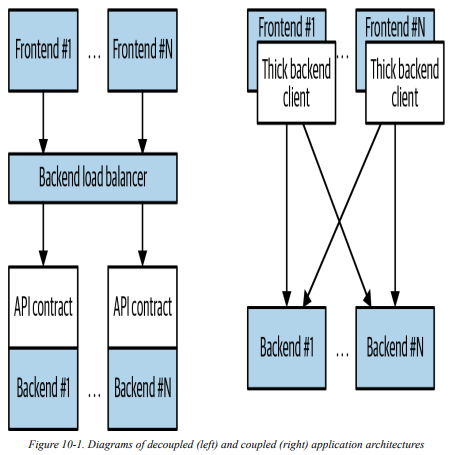 Frontend #1
...
Frontend #N
Backend load balancer
API contract
API contract
Backend #1
...
Backend #N
Frontend #1
...
Frontend #N
Thick backend
client
Thick backend
client
Backend #1
...
Backend #N
Figure 10-1. Diagrams of decoupled (left) and coupled (right) application architectures